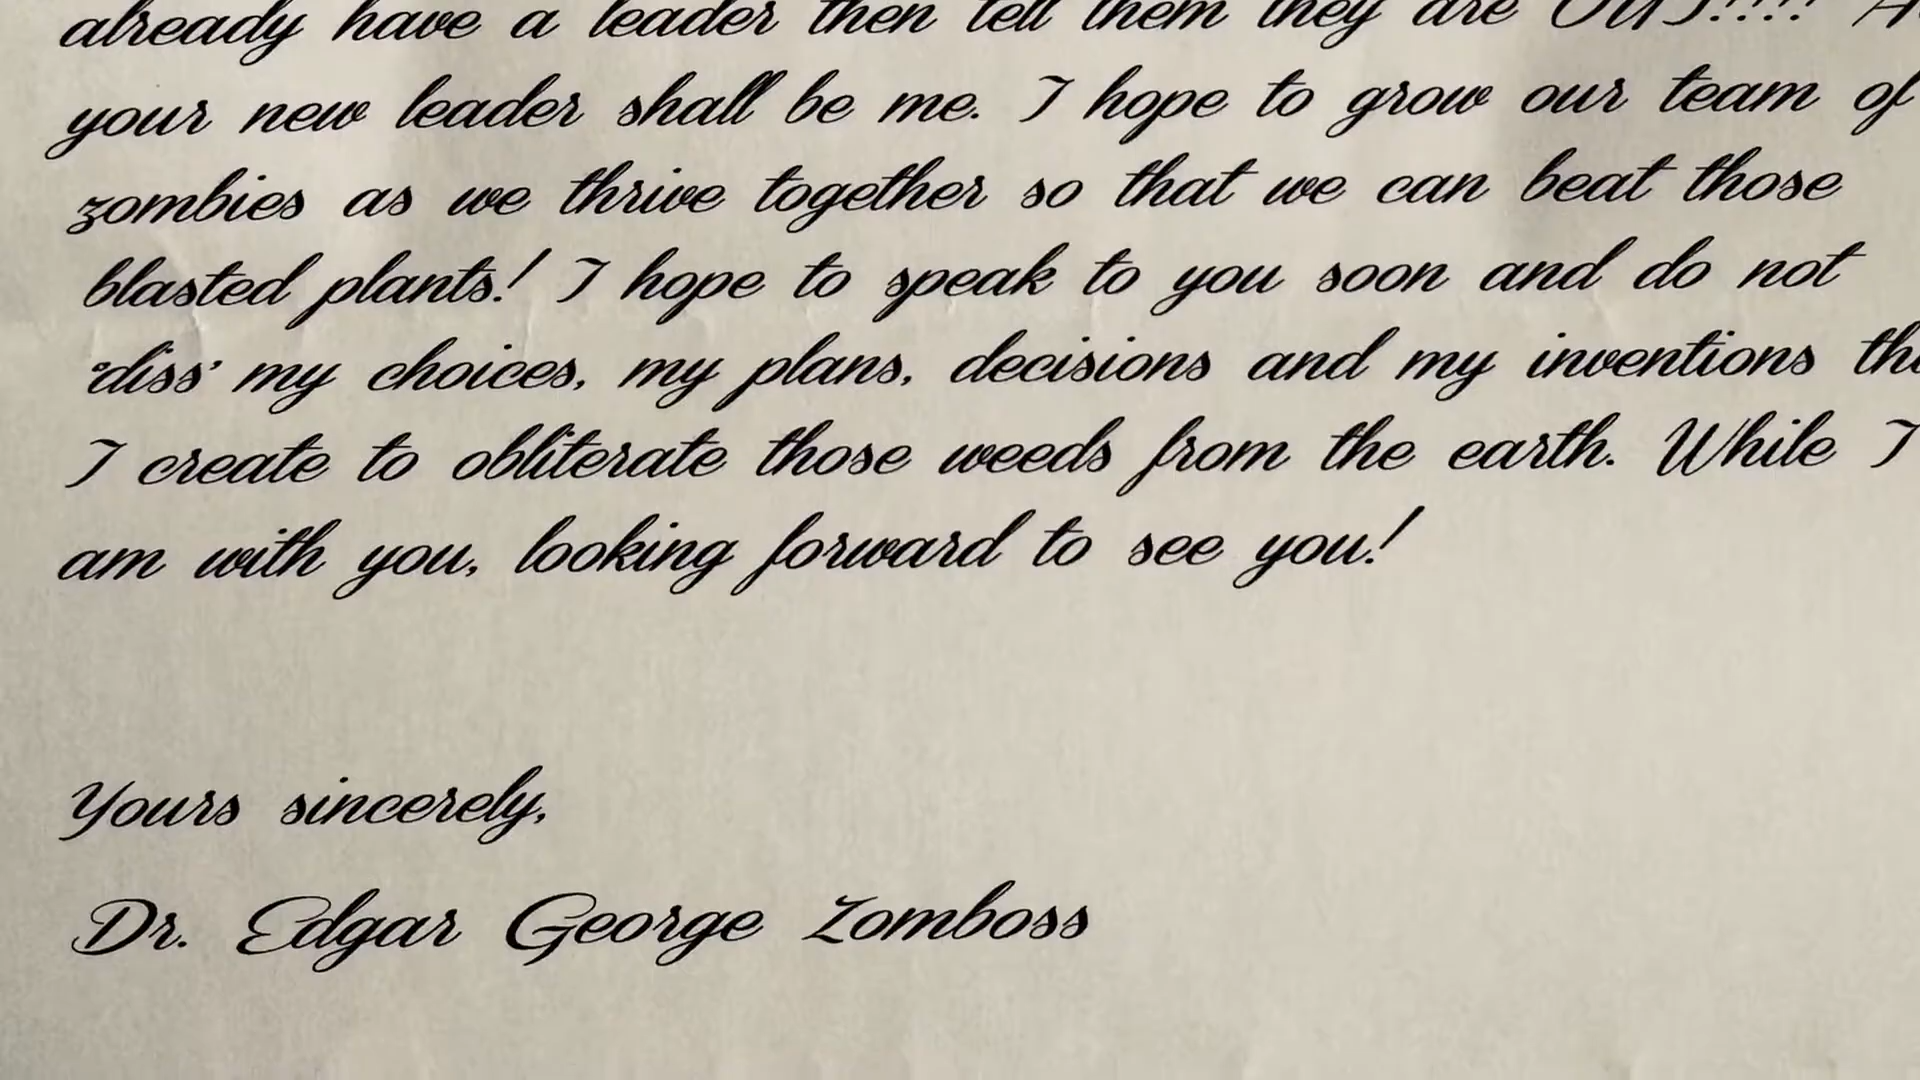 already have a leader then tell them they are OUT!!!!
your new leader shall be me. I hope to grow our team of
zombies as we thrive together so that we can beat those
blasted plants! I hope to speak to you soon and do not
"diss" my choices, my plans, decisions and my inventions
I create to obliterate those weeds from the earth. While I
am with you, looking forward to see you!
Yours sincerely,
Dr. Edgar George Zomboss